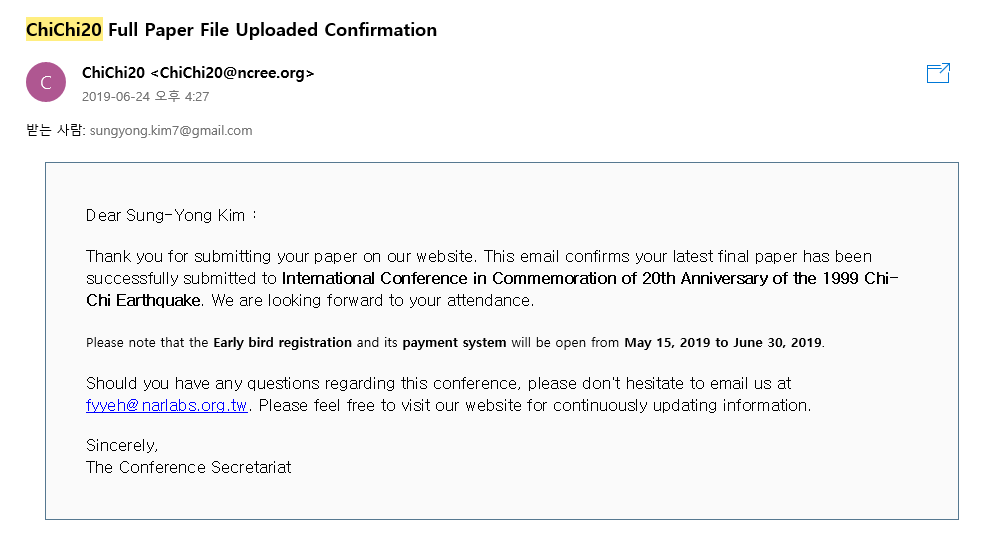 ChiChi20 Full Paper File Uploaded Confirmation
C
ChiChi20 <ChiChi20@ncree.org>
2019-06-24 오후 4:27
받는 사람: sungyong.kim7@gmail.com
Dear Sung-Yong Kim :
Thank you for submitting your paper on our website. This email confirms your latest final paper has been
successfully submitted to International Conference in Commemoration of 20th Anniversary of the 1999 Chi-
Chi Earthquake. We are looking forward to your attendance.
Please note that the Early bird registration and its payment system will be open from May 15, 2019 to June 30, 2019.
Should you have any questions regarding this conference, please don't hesitate to email us at
fyyeh@narlabs.org.tw. Please feel free to visit our website for continuously updating information.
Sincerely,
The Conference Secretariat